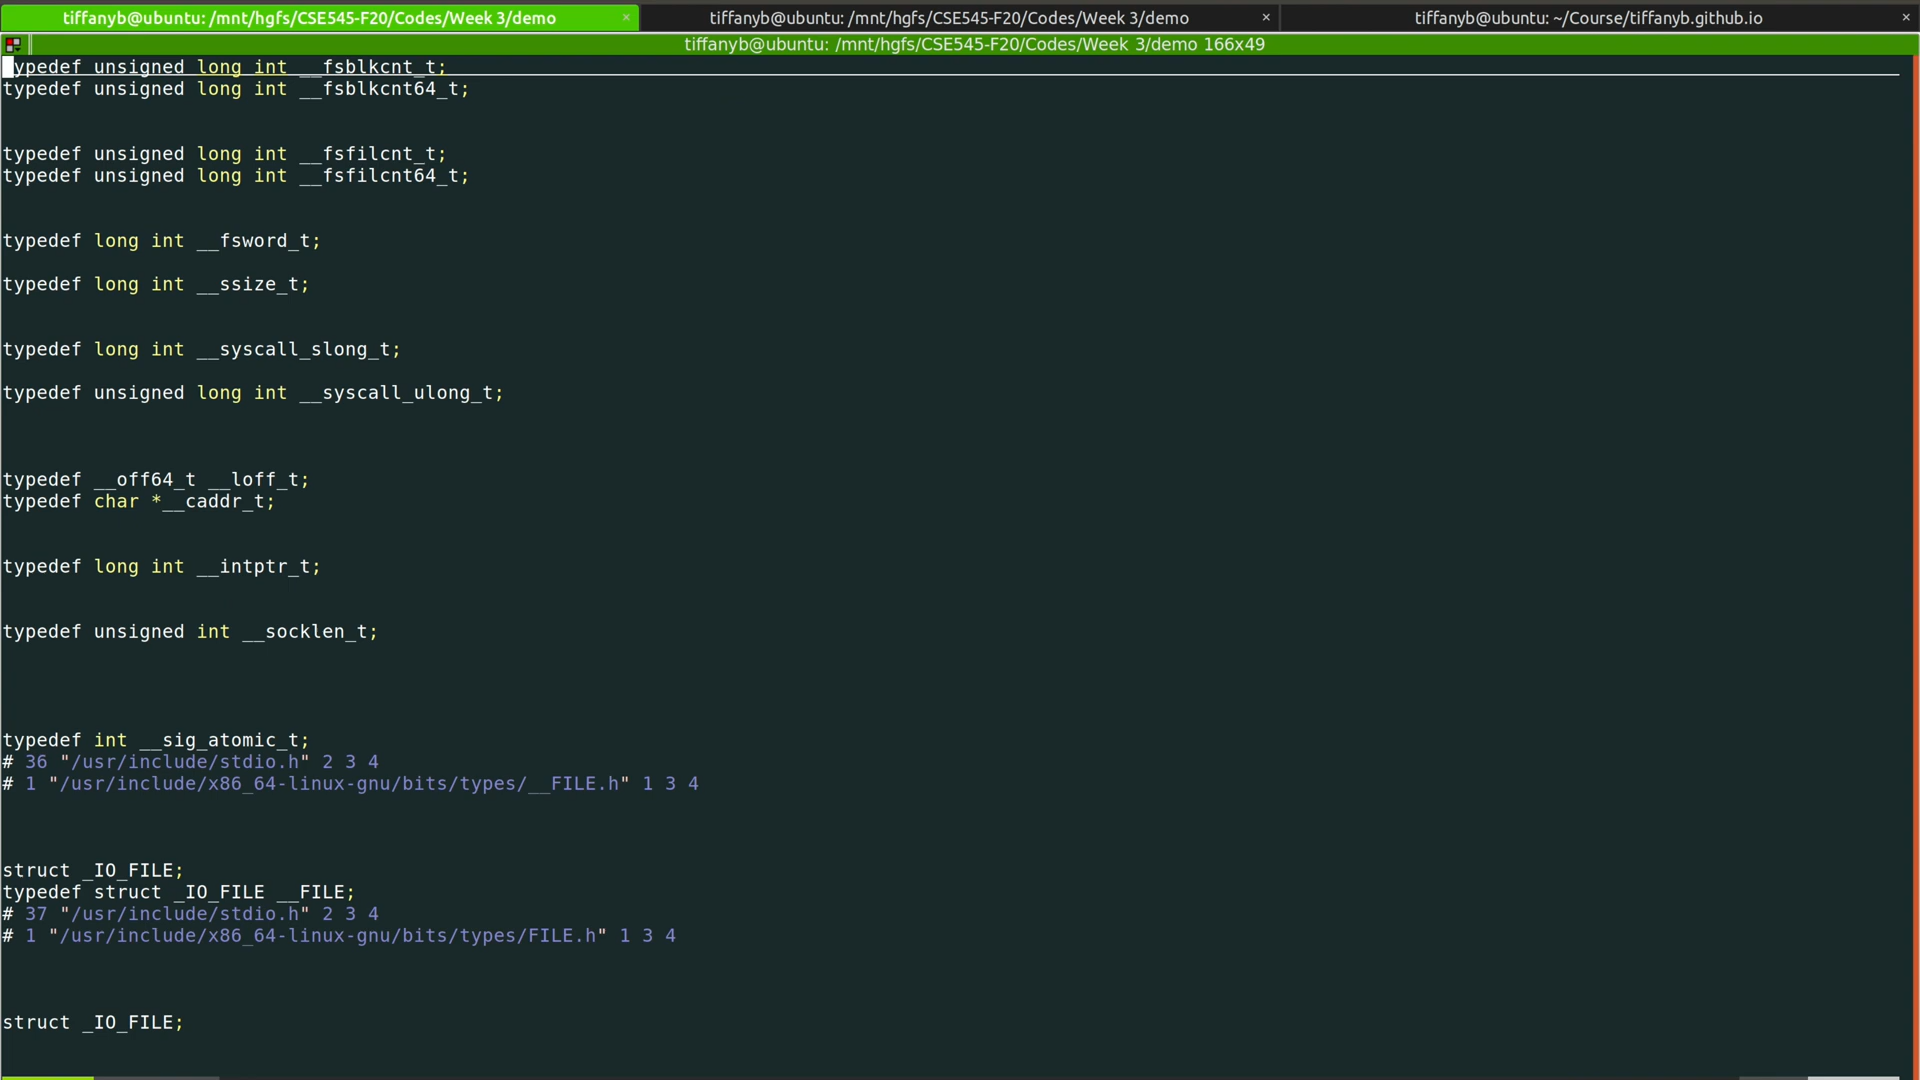 tiffanyb@ubuntu: /mnt/hgfs/CSE545-F20/Codes/Week 3/demo × tiffanyb@ubuntu: /mnt/hgfs/CSE545-F20/Codes/Week 3/demo × tiffanyb@ubuntu: ~/Course/tiffanyb.github.io ×
tiffanyb@ubuntu: /mnt/hgfs/CSE545-F20/Codes/Week 3/demo 166x49
ypedef unsigned long int __fsblkcnt_t;
typedef unsigned long int __fsblkcnt64_t;
typedef unsigned long int __fsfilcnt_t;
typedef unsigned long int __fsfilcnt64_t;
typedef long int __fsword_t;
typedef long int __ssize_t;
typedef long int __syscall_slong_t;
typedef unsigned long int __syscall_ulong_t;
typedef __off64_t __loff_t;
typedef char *__caddr_t;
typedef long int __intptr_t;
typedef unsigned int __socklen_t;
typedef int __sig_atomic_t;
# 36 "/usr/include/stdio.h" 2 3 4
# 1 "/usr/include/x86_64-linux-gnu/bits/types/__FILE.h" 1 3 4
struct _IO_FILE;
typedef struct _IO_FILE __FILE;
# 37 "/usr/include/stdio.h" 2 3 4
# 1 "/usr/include/x86_64-linux-gnu/bits/types/FILE.h" 1 3 4
struct _IO_FILE;